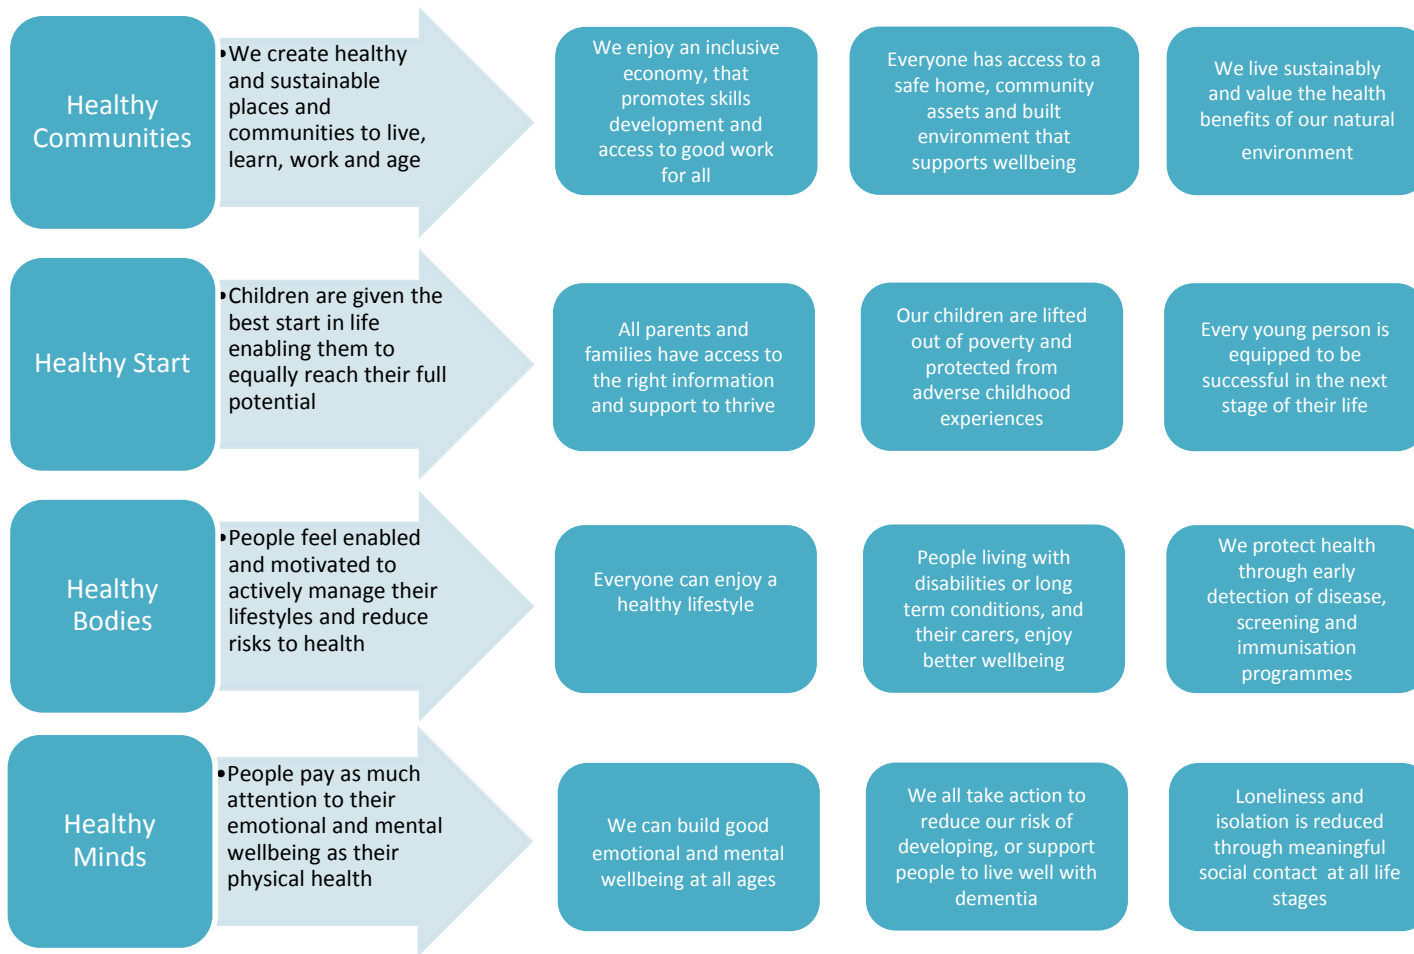 Healthy
Communities
•We create healthy
and sustainable
places and
communities to live,
learn, work and age
We enjoy an inclusive
economy, that
promotes skills
development and
access to good work
for all
Everyone has access to a
safe home, community
assets and built
environment that
supports wellbeing
We live sustainably
and value the health
benefits of our natural
environment
Healthy Start
•Children are given the
best start in life
enabling them to
equally reach their full
potential
All parents and
families have access to
the right information
and support to thrive
Our children are lifted
out of poverty and
protected from
adverse childhood
experiences
Every young person is
equipped to be
successful in the next
stage of their life
Healthy
Bodies
•People feel enabled
and motivated to
actively manage their
lifestyles and reduce
risks to health
Everyone can enjoy a
healthy lifestyle
People living with
disabilities or long
term conditions, and
their carers, enjoy
better wellbeing
We protect health
through early
detection of disease,
screening and
immunisation
programmes
Healthy
Minds
•People pay as much
attention to their
emotional and mental
wellbeing as their
physical health
We can build good
emotional and mental
wellbeing at all ages
We all take action to
reduce our risk of
developing, or support
people to live well with
dementia
Loneliness and
isolation is reduced
through meaningful
social contact at all life
stages